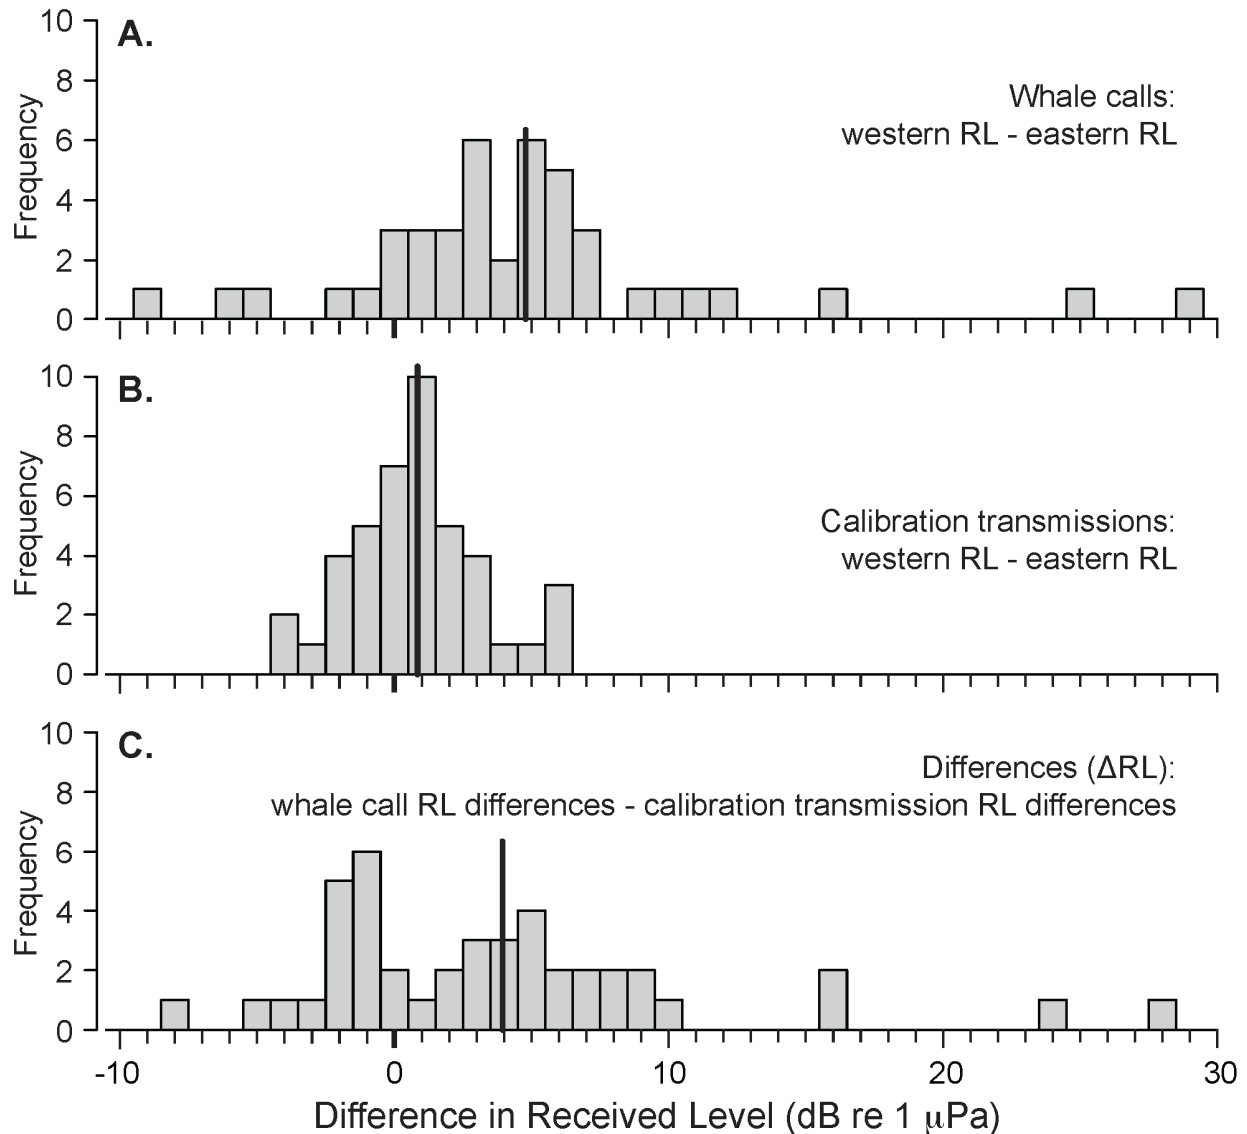 10
A.
8
Whale calls:
western RL - eastern RL
6
4
2
0
Frequency
10
B.
8
6
Calibration transmissions:
western RL - eastern RL
4
2
0
Frequency
10
C.
Differences (ΔRL):
8
whale call RL differences - calibration transmission RL differences
6
4
2
0
Frequency
-10 0 10 20 30
Difference in Received Level (dB re 1 μPa)